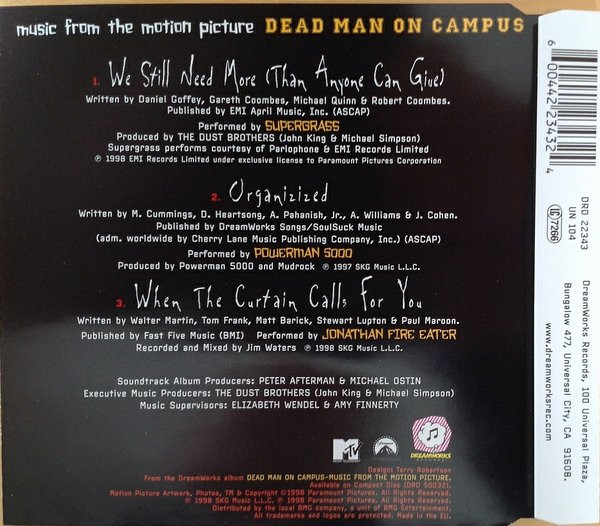 music from the motion picture DEAD MAN ON CAMPUS
1. We Still Need More (Than Anyone Can Give)
Written by Daniel Goffey, Gareth Coombes, Michael Quinn & Robert Coombes.
Published by EMI April Music, Inc. (ASCAP)
Performed by SUPERGRASS
Produced by THE DUST BROTHERS (John King & Michael Simpson)
Supergrass performs courtesy of Parlophone & EMI Records Limited
℗ 1998 EMI Records Limited under exclusive license to Paramount Pictures Corporation
2. Organizized
Written by M. Cummings, D. Heartsong, A. Pahanish, Jr., A. Williams & J. Cohen.
Published by DreamWorks Songs/SoulSuck Music
(adm. worldwide by Cherry Lane Music Publishing Company, Inc.) (ASCAP)
Performed by POWERMAN 5000
Produced by Powerman 5000 and Mudrock ℗ 1997 SKG Music L.L.C.
3. When The Curtain Calls For You
Written by Walter Martin, Tom Frank, Matt Barick, Stewart Lupton & Paul Maroon.
Published by Fast Five Music (BMI) Performed by JONATHAN FIRE EATER
Recorded and Mixed by Jim Waters ℗ 1998 SKG Music L.L.C.
Soundtrack Album Producers: PETER AFTERMAN & MICHAEL OSTIN
Executive Music Producers: THE DUST BROTHERS (John King & Michael Simpson)
Music Supervisors: ELIZABETH WENDEL & AMY FINNERTY
MTV
MUSIC TELEVISION
DREAMWORKS
RECORDS
Design: Terry Robertson
From the DreamWorks album DEAD MAN ON CAMPUS-MUSIC FROM THE MOTION PICTURE.
Available on Compact Disc (DRD 50032).
Motion Picture Artwork, Photos, TM & Copyright ©1998 Paramount Pictures. All Rights Reserved.
℗ 1998 SKG Music L.L.C. © 1998 Paramount Pictures. All Rights Reserved.
Distributed by the local BMG company, a unit of BMG Entertainment.
All trademarks and logos are protected. Made in the EU
6 00442 23432 4
LC 7266
DRD 22343
UN 104
DreamWorks Records, 100 Universal Plaza,
Bungalow 477, Universal City, CA 91608.
www.dreamworksrec.com